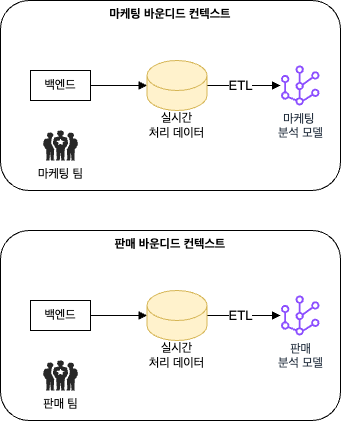 마케팅 바운디드 컨텍스트
백엔드
ETL
실시간
처리 데이터
마케팅
분석 모델
마케팅 팀
판매 바운디드 컨텍스트
백엔드
ETL
실시간
처리 데이터
판매
분석 모델
판매 팀